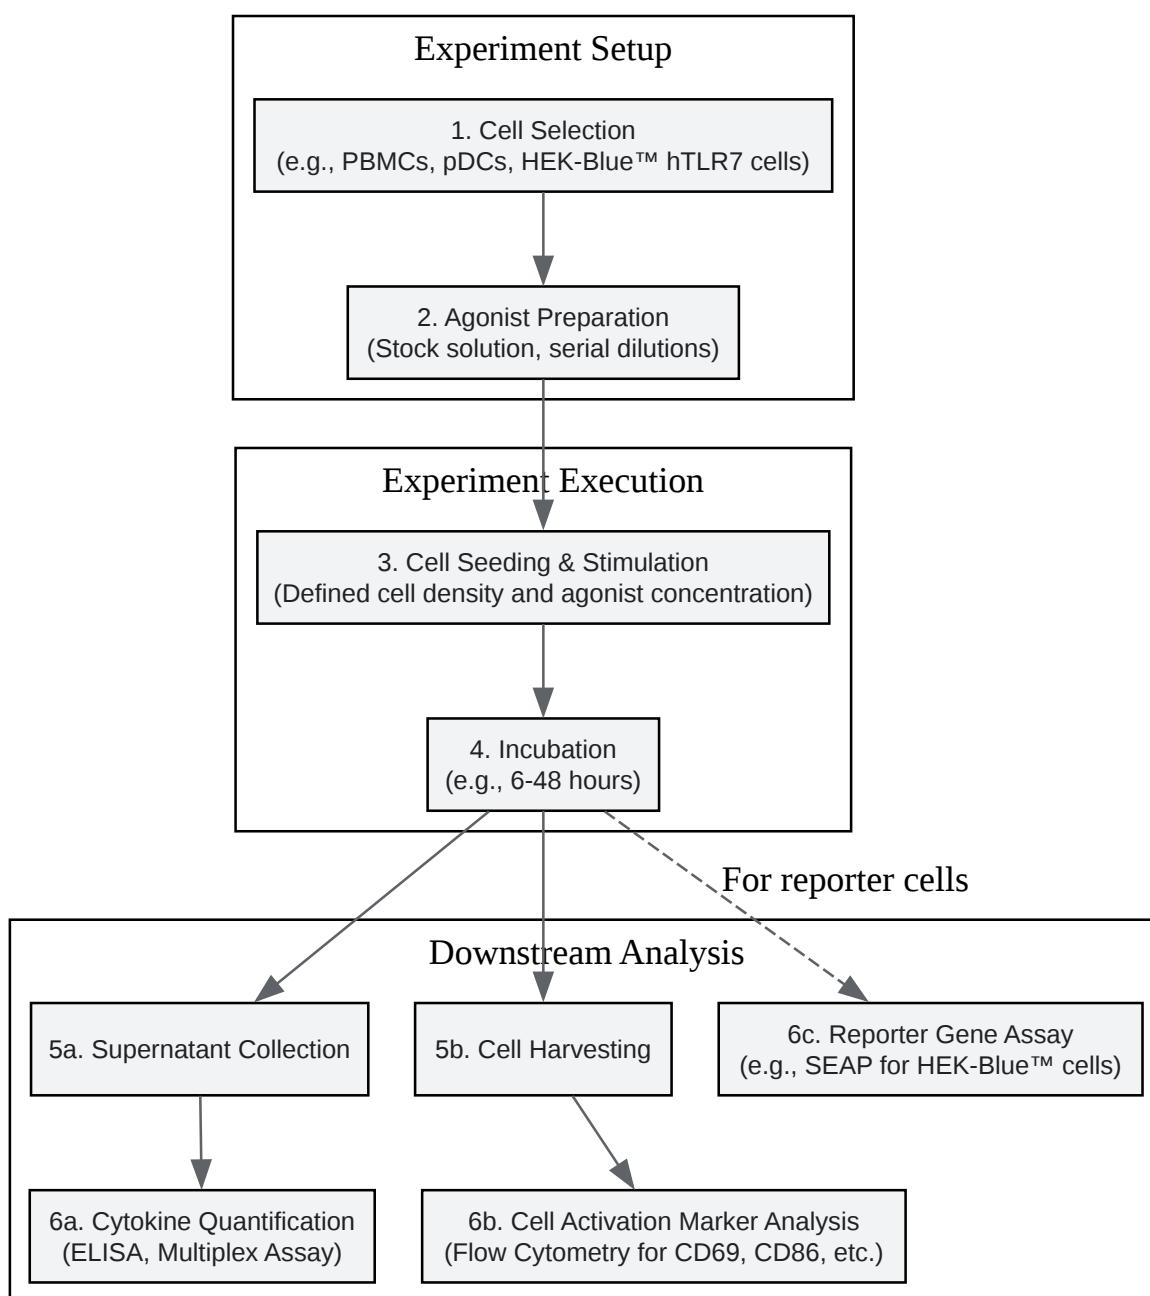 Experiment Setup
1. Cell Selection
(e.g., PBMCs, pDCs, HEK-Blue™ hTLR7 cells)
2. Agonist Preparation
(Stock solution, serial dilutions)
Experiment Execution
3. Cell Seeding & Stimulation
(Defined cell density and agonist concentration)
4. Incubation
(e.g., 6-48 hours)
For reporter cells
Downstream Analysis
5a. Supernatant Collection
5b. Cell Harvesting
6c. Reporter Gene Assay
(e.g., SEAP for HEK-Blue™ cells)
6a. Cytokine Quantification
(ELISA, Multiplex Assay)
6b. Cell Activation Marker Analysis
(Flow Cytometry for CD69, CD86, etc.)